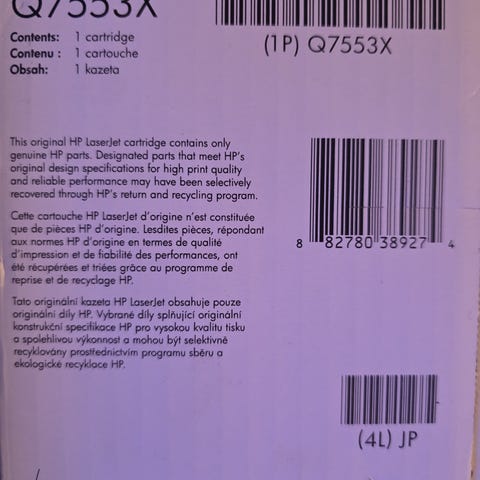 Q7553X
Contents: 1 cartridge
Contenu : 1 cartouche
Obsah: 1 kazeta
(1P) Q7553X
This original HP LaserJet cartridge contains only
genuine HP parts. Designated parts that meet HP's
original design specifications for high print quality
and reliable performance may have been selectively
recovered through HP's return and recycling program.
Cette cartouche HP LaserJet d'origine n'est constituée
que de pièces HP d'origine. Lesdites pièces, répondant
aux normes HP d'origine en termes de qualité
d'impression et de fiabilité des performances, ont
été récupérées et triées grâce au programme de
reprise et de recyclage HP.
Tato originální kazeta HP LaserJet obsahuje pouze
originální díly HP. Vybrané díly splňující originální
konstrukční specifikace HP pro vysokou kvalitu tisku
a spolehlivou výkonnost a mohou být selektivně
recyklovány prostřednictvím programu sběru a
ekologické recyklace HP.
8 82780 38927 4
(4L) JP